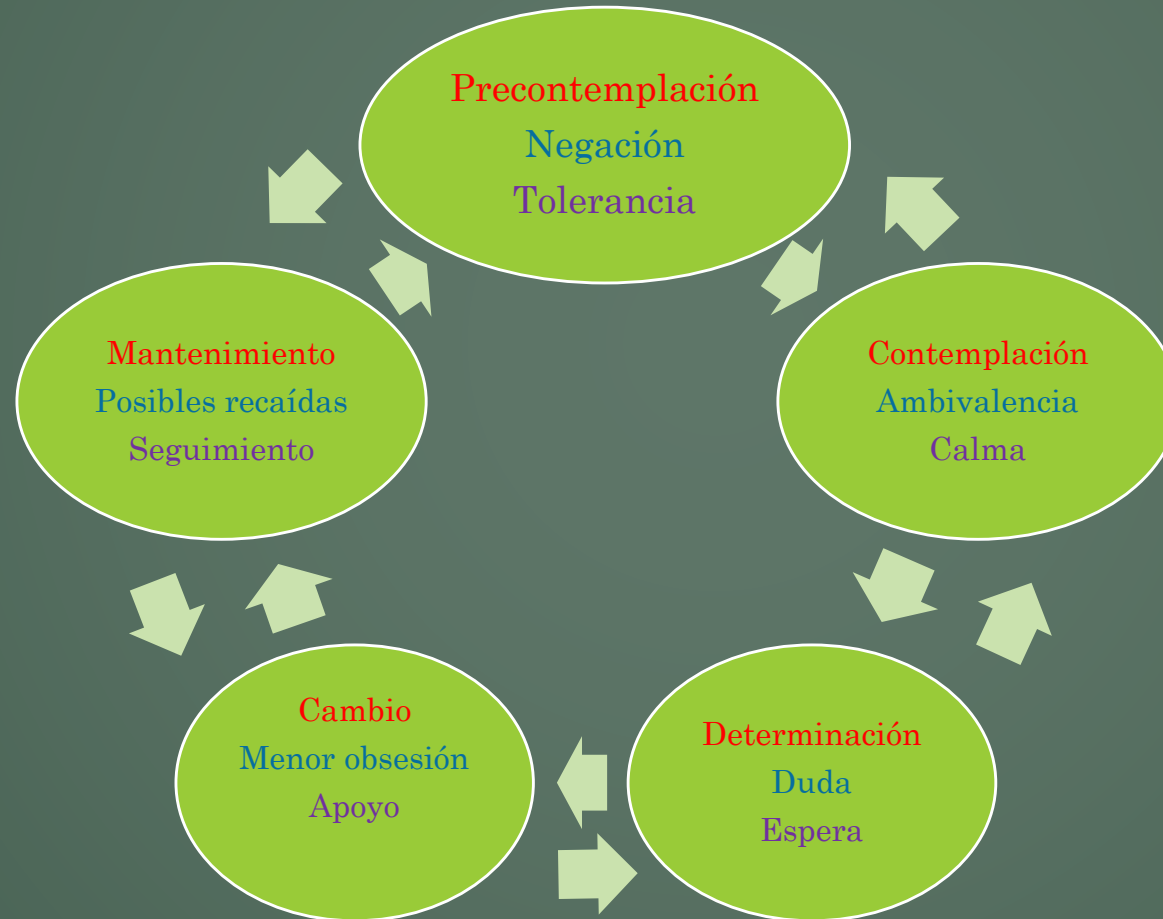 Precontemplación
Negación
Tolerancia
Contemplación
Ambivalencia
Calma
Determinación
Duda
Espera
Cambio
Menor obsesión
Apoyo
Mantenimiento
Posibles recaídas
Seguimiento